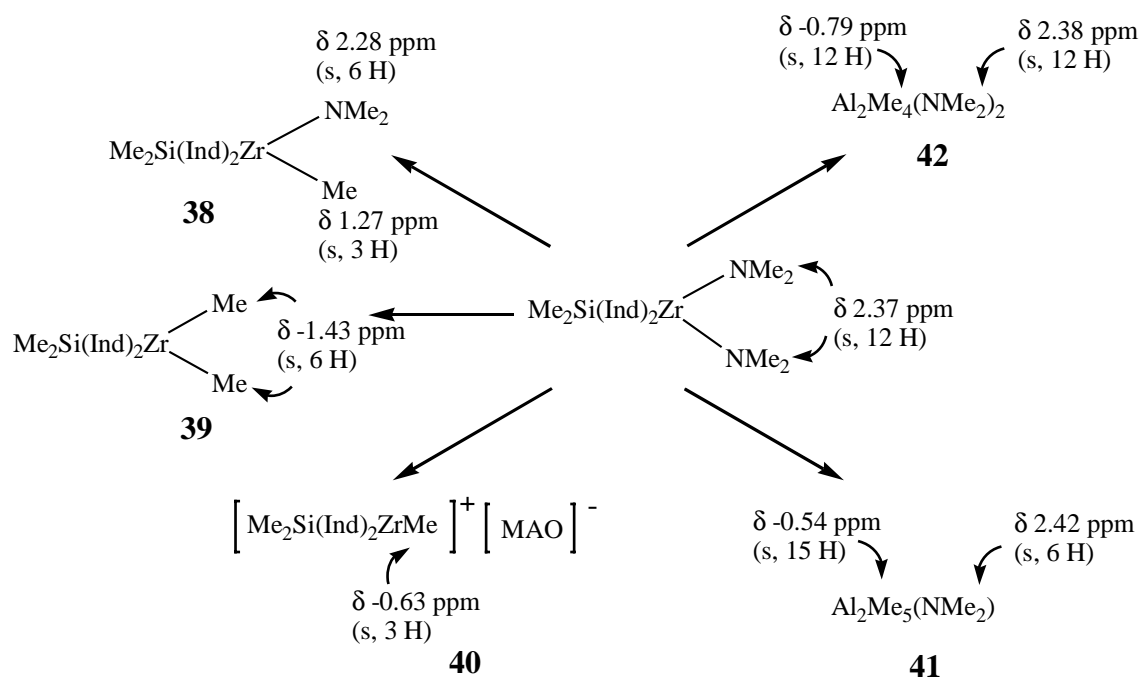 δ 2.28 ppm
(s, 6 H)
NMe2
Me2Si(Ind)2Zr
Me
38
δ 1.27 ppm
(s, 3 H)
δ -0.79 ppm
(s, 12 H)
δ 2.38 ppm
(s, 12 H)
Al2Me4(NMe2)2
42
Me
Me2Si(Ind)2Zr
δ -1.43 ppm
(s, 6 H)
Me
39
NMe2
Me2Si(Ind)2Zr
δ 2.37 ppm
(s, 12 H)
NMe2
[Me2Si(Ind)2ZrMe]+[MAO]-
δ -0.63 ppm
(s, 3 H)
40
δ -0.54 ppm
(s, 15 H)
δ 2.42 ppm
(s, 6 H)
Al2Me5(NMe2)
41